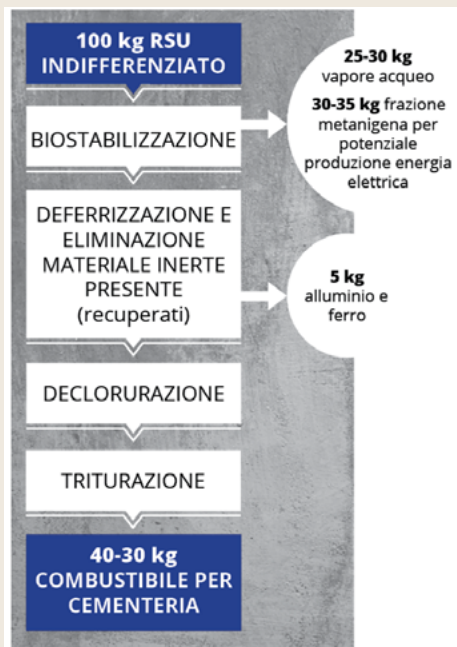 100 kg RSU
INDIFFERENZIATO
25-30 kg
vapore acqueo
30-35 kg frazione
metanigena per
potenziale
produzione energia
elettrica
BIOSTABILIZZAZIONE
DEFERRIZZAZIONE E
ELIMINAZIONE
MATERIALE INERTE
PRESENTE
(recuperati)
5 kg
alluminio e
ferro
DECLORURAZIONE
TRITURAZIONE
40-30 kg
COMBUSTIBILE PER
CEMENTERIA